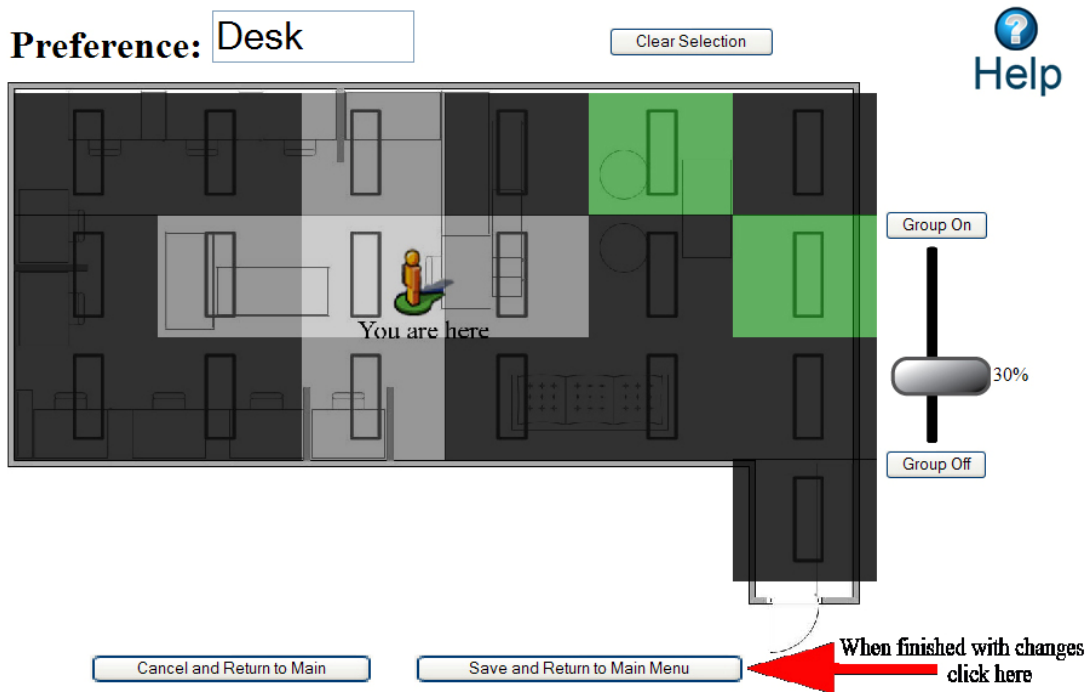 Preference: Desk
Clear Selection
?
Help
Group On
You are here
30%
Group Off
Cancel and Return to Main
Save and Return to Main Menu
When finished with changes
click here